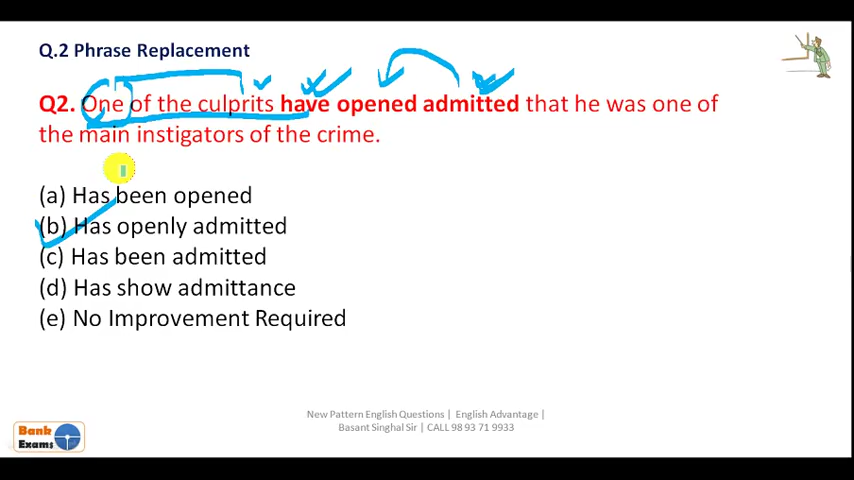 Q.2 Phrase Replacement
Q2. One of the culprits have opened admitted that he was one of
the main instigators of the crime.
(a) Has been opened
(b) Has openly admitted
(c) Has been admitted
(d) Has show admittance
(e) No Improvement Required
New Pattern English Questions | English Advantage |
Basant Singhal Sir | CALL 98 93 71 9933
Bank
Exams